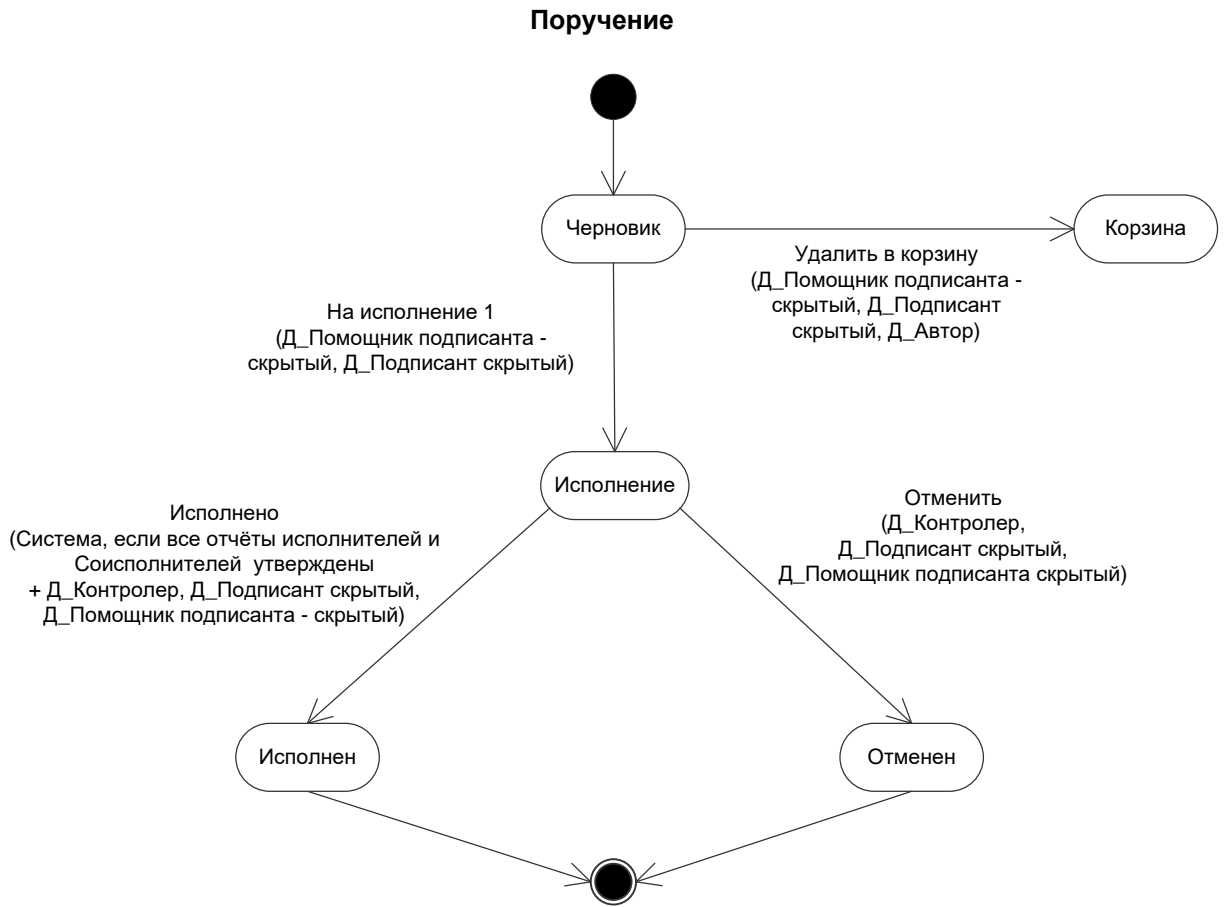 Поручение
Черновик
Корзина
Удалить в корзину
(Д_Помощник подписанта -
скрытый, Д_Подписант
скрытый, Д_Автор)
На исполнение 1
(Д_Помощник подписанта -
скрытый, Д_Подписант скрытый)
Исполнение
Исполнено
(Система, если все отчёты исполнителей и
Соисполнителей  утверждены
+ Д_Контролер, Д_Подписант скрытый,
Д_Помощник подписанта - скрытый)
Отменить
(Д_Контролер,
Д_Подписант скрытый,
Д_Помощник подписанта скрытый)
Исполнен
Отменен